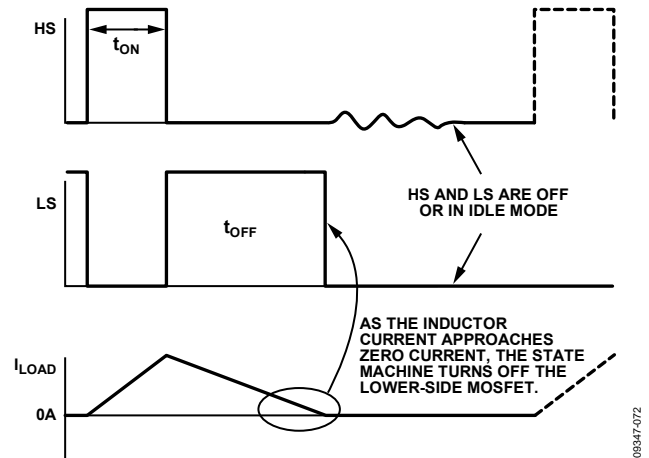 HS
tON
HS AND LS ARE OFF
OR IN IDLE MODE
LS
tOFF
AS THE INDUCTOR
CURRENT APPROACHES
ZERO CURRENT, THE STATE
MACHINE TURNS OFF THE
LOWER-SIDE MOSFET.
ILOAD
0A
09347-072